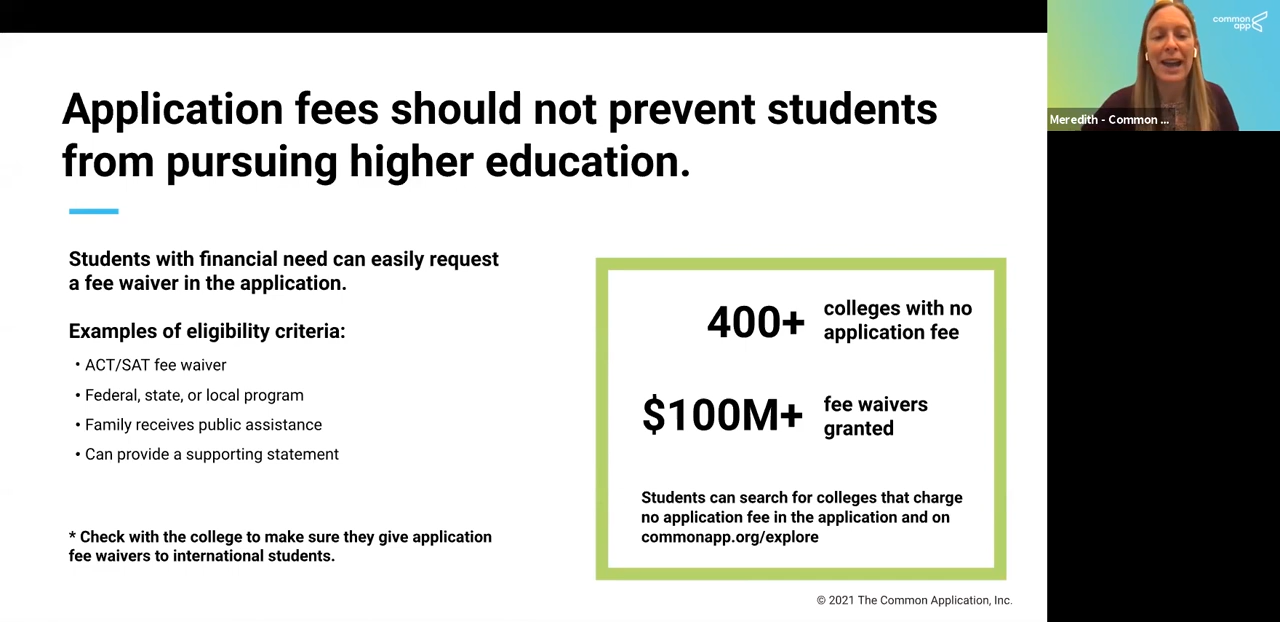 Application fees should not prevent students
from pursuing higher education.
Students with financial need can easily request
a fee waiver in the application.
Examples of eligibility criteria:
• ACT/SAT fee waiver
• Federal, state, or local program
• Family receives public assistance
• Can provide a supporting statement
* Check with the college to make sure they give application
fee waivers to international students.
400+ colleges with no
application fee
$100M+ fee waivers
granted
Students can search for colleges that charge
no application fee in the application and on
commonapp.org/explore
© 2021 The Common Application, Inc.
common
app
Meredith - Common ...